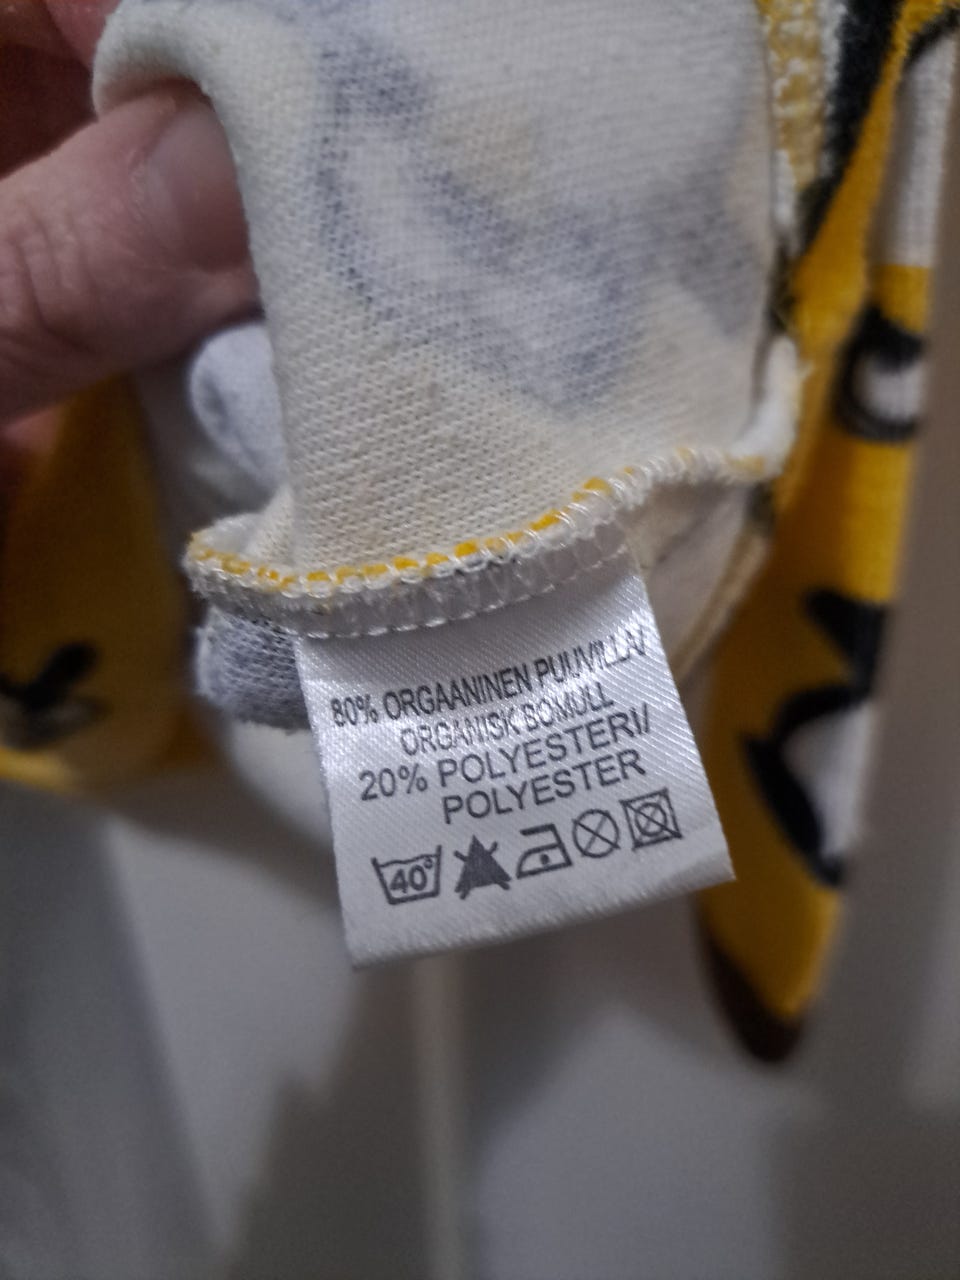 80% ORGAANINEN PUUVILLA/
ORGANISK BOMULL
20% POLYESTERI/
POLYESTER
40°